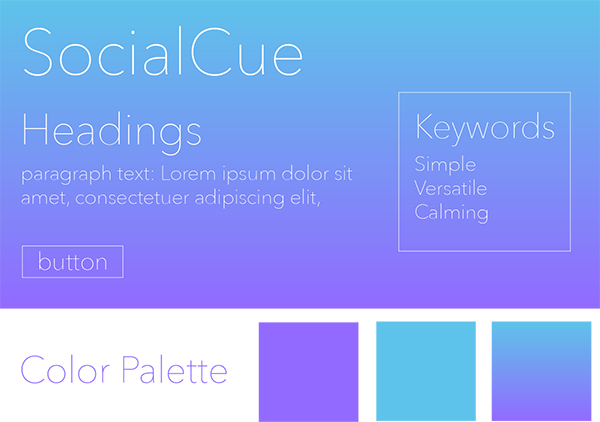 SocialCue
Headings
paragraph text: Lorem ipsum dolor sit
amet, consectetuer adipiscing elit,
button
Keywords
Simple
Versatile
Calming
Color Palette